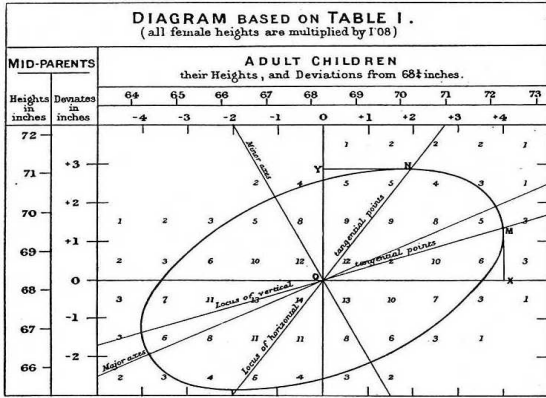 DIAGRAM BASED ON TABLE I.
(all female heights are multiplied by 1'08)
MID-PARENTS
ADULT CHILDREN
their Heights, and Deviations from 68¼ inches.
Heights in inches
Deviates in inches
64 65 66 67 68 69 70 71 72 73
-4 -3 -2 -1 0 +1 +2 +3 +4
72
1 2 2 2 1
+3
71
Y N
2 4 5 5 4 3 1
+2
70
1 2 3 5 8 9 9 8 5 3
M
+1
69
2 3 6 10 12 12 2 10 6 3
0
O X
68
3 7 11 13 14 13 10 7 3 1
-1
67
3 6 8 11 11 8 6 3 1
-2
66
2 3 4 6 4 3 2
Minor axes
tangential points
tangential points
Locus of vertical
Major axes
Locus of horizontal